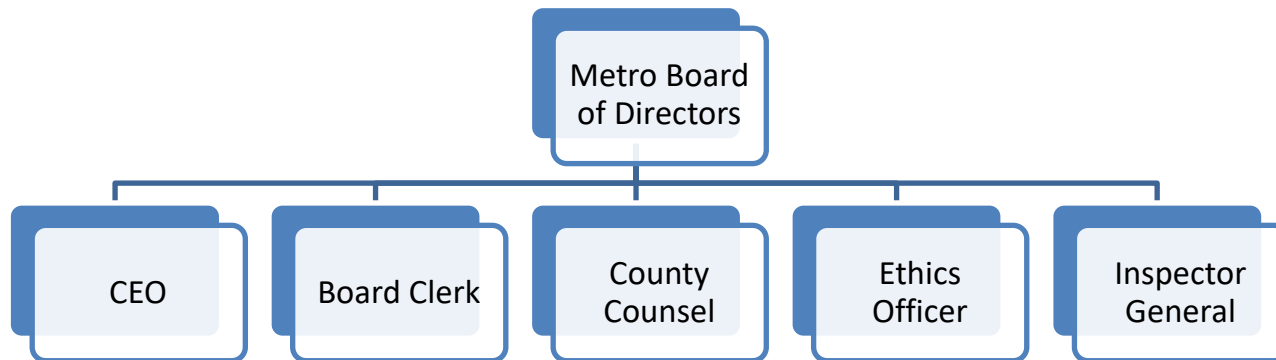 Metro Board
of Directors
CEO
Board Clerk
County
Counsel
Ethics
Officer
Inspector
General